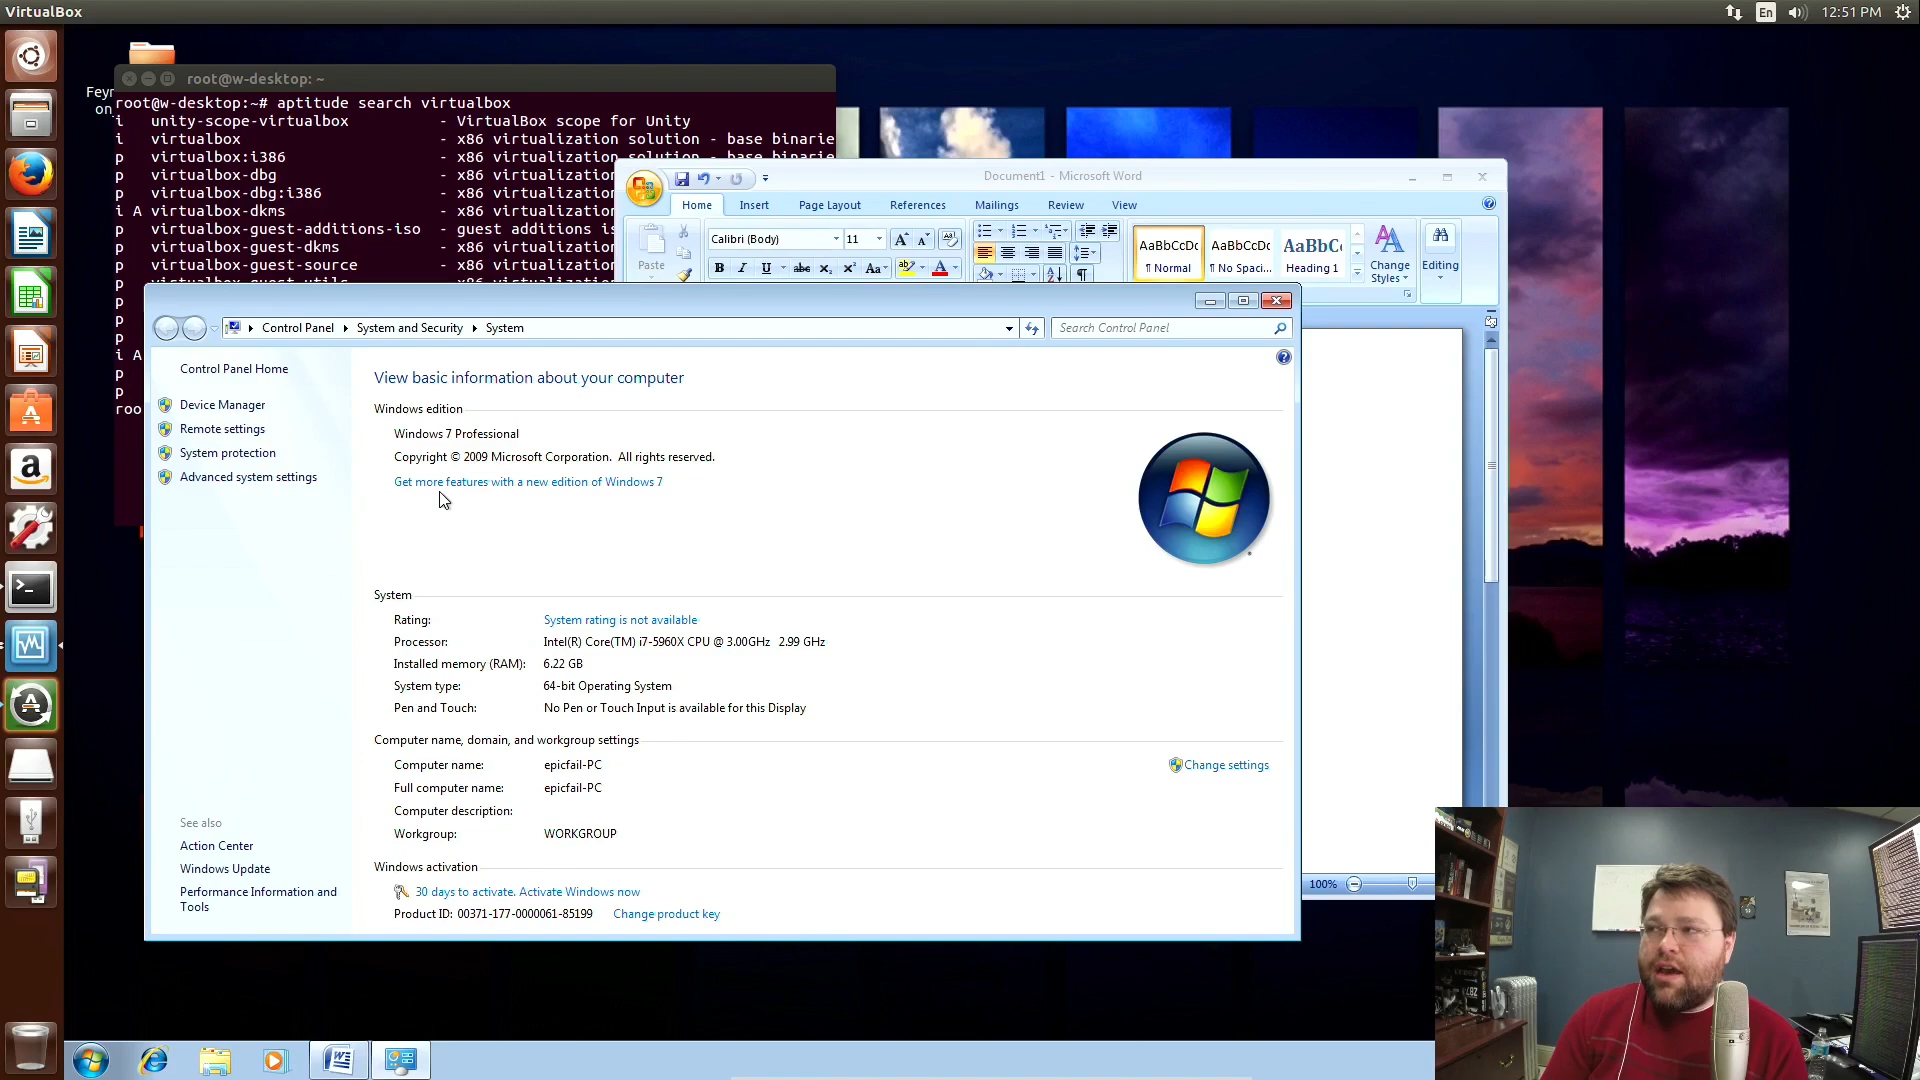 VirtualBox
En
12:51 PM
Feyn
on
root@w-desktop: ~
root@w-desktop:~# aptitude search virtualbox
i unity-scope-virtualbox - VirtualBox scope for Unity
i virtualbox - x86 virtualization solution - base binarie
p virtualbox:i386 - x86 virtualization solution - base binarie
p virtualbox-dbg - x86 virtualization
p virtualbox-dbg:i386 - x86 virtualization
i A virtualbox-dkms - x86 virtualization
p virtualbox-guest-additions-iso - guest additions is
p virtualbox-guest-dkms - x86 virtualization
p virtualbox-guest-source - x86 virtualization
p
p
p
i A
p
p
roo
Document1 - Microsoft Word
Home Insert Page Layout References Mailings Review View
Paste
Calibri (Body) 11
B I U abc x₂ x² Aa
AaBbCcDc AaBbCcDc AaBbCc
¶ Normal ¶ No Spaci... Heading 1
Change Styles
Editing
100%
Control Panel System and Security System
Search Control Panel
Control Panel Home
Device Manager
Remote settings
System protection
Advanced system settings
See also
Action Center
Windows Update
Performance Information and
Tools
View basic information about your computer
Windows edition
Windows 7 Professional
Copyright © 2009 Microsoft Corporation. All rights reserved.
Get more features with a new edition of Windows 7
System
Rating: System rating is not available
Processor: Intel(R) Core(TM) i7-5960X CPU @ 3.00GHz 2.99 GHz
Installed memory (RAM): 6.22 GB
System type: 64-bit Operating System
Pen and Touch: No Pen or Touch Input is available for this Display
Computer name, domain, and workgroup settings
Computer name: epicfail-PC
Change settings
Full computer name: epicfail-PC
Computer description:
Workgroup: WORKGROUP
Windows activation
30 days to activate. Activate Windows now
Product ID: 00371-177-0000061-85199 Change product key